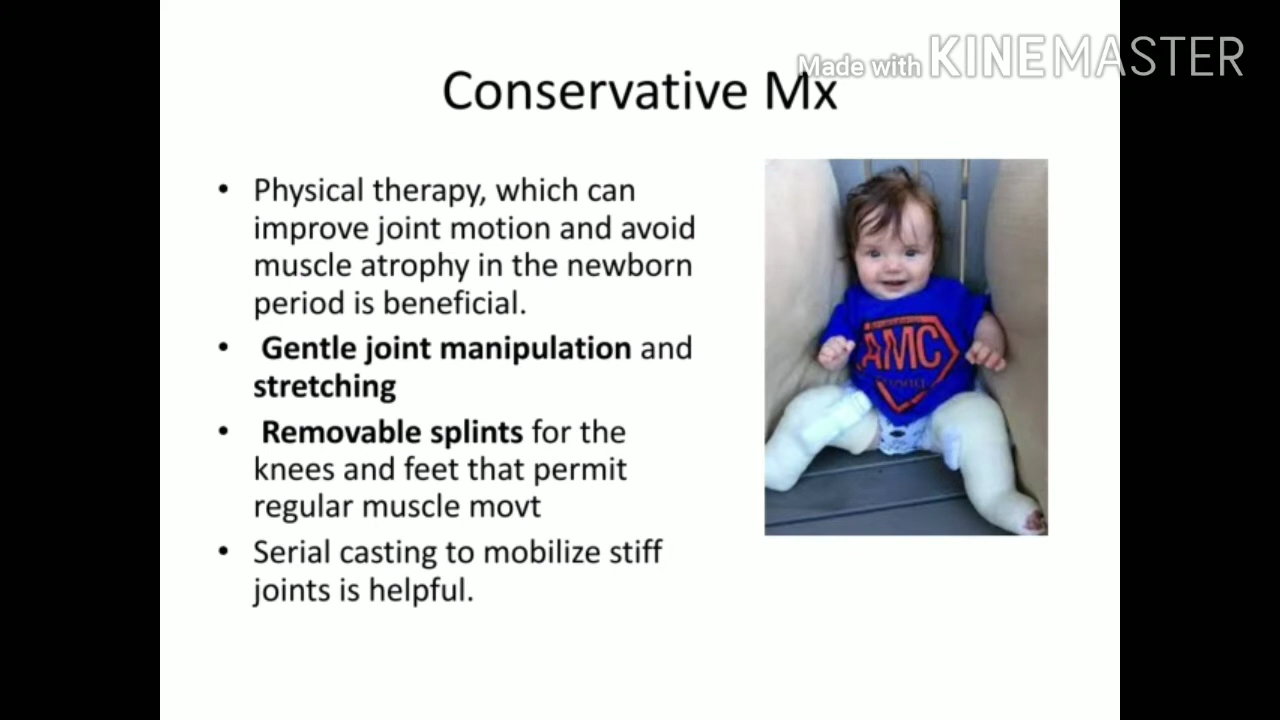 Made with KINEMASTER
Conservative Mx
• Physical therapy, which can
improve joint motion and avoid
muscle atrophy in the newborn
period is beneficial.
• Gentle joint manipulation and
stretching
• Removable splints for the
knees and feet that permit
regular muscle movt
• Serial casting to mobilize stiff
joints is helpful.
AMC